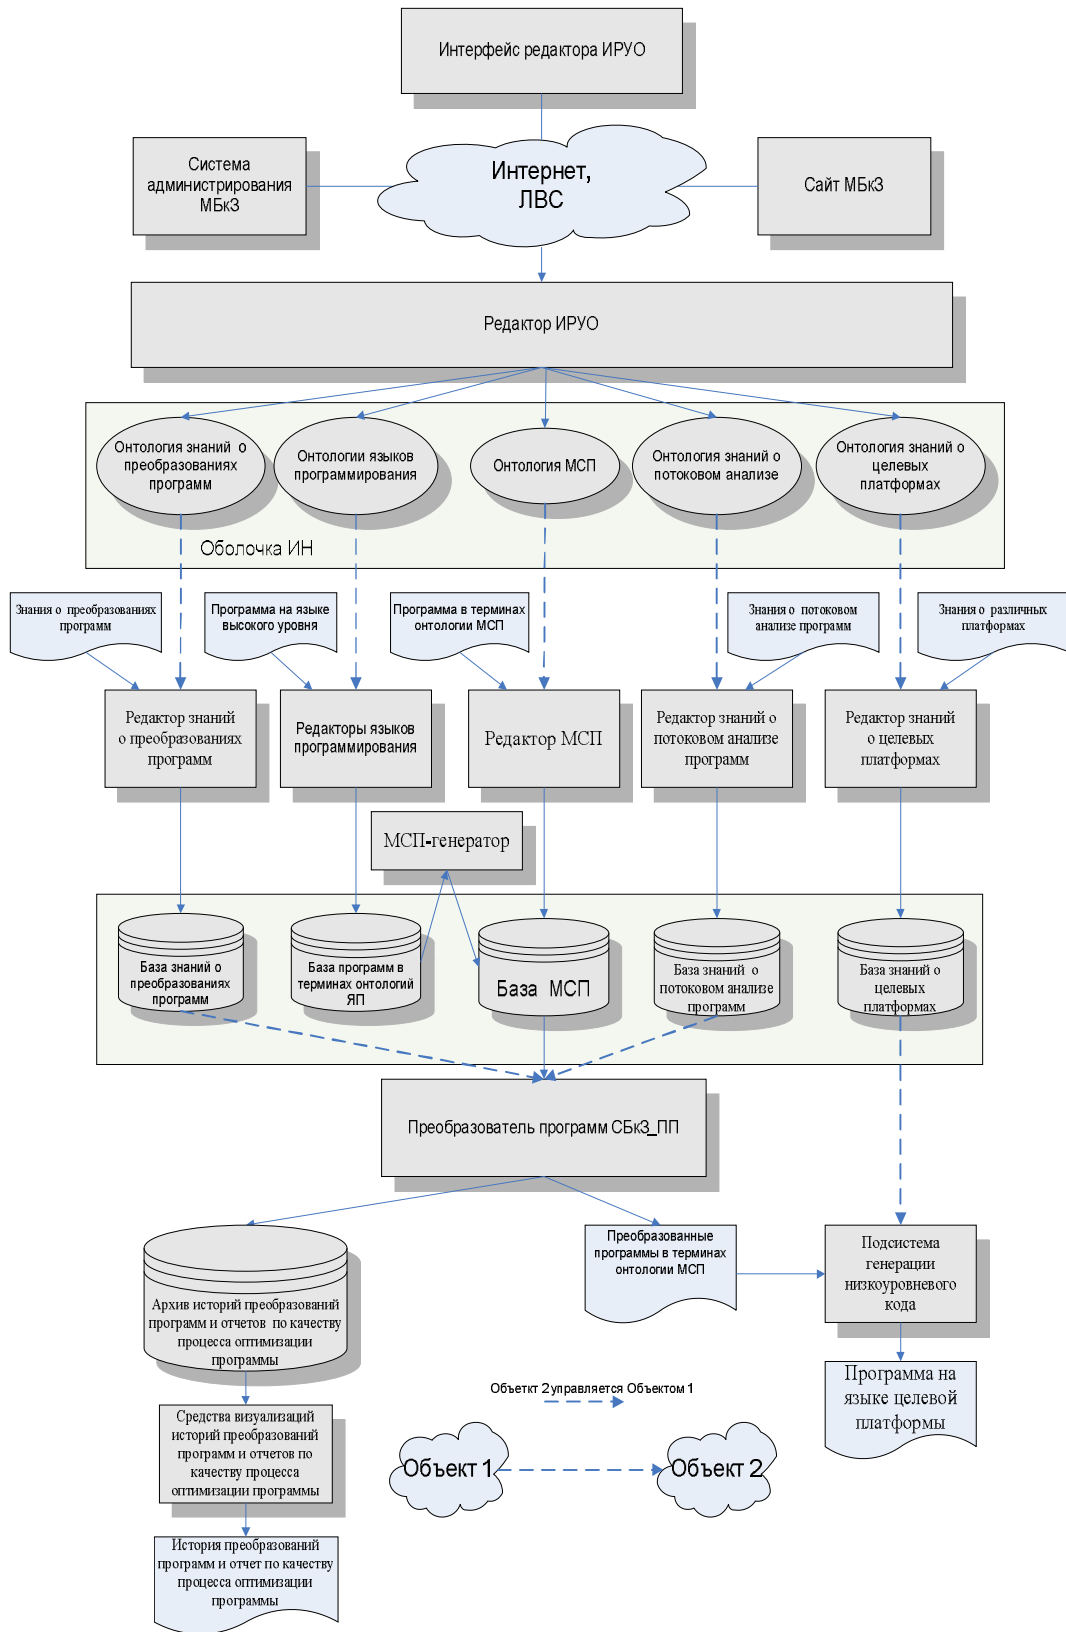 Интерфейс редактора ИРУО
Система
администрирования
МБкЗ
Интернет,
ЛВС
Сайт МБкЗ
Редактор ИРУО
Онтология знаний о
преобразованиях
программ
Онтологии языков
программирования
Онтология МСП
Онтология знаний о
потоковом анализе
Онтология знаний о
целевых
платформах
Оболочка ИН
Знания о преобразованиях
программ
Программа на языке
высокого уровня
Программа в терминах
онтологии МСП
Знания о потоковом
анализе программ
Знания о различных
платформах
Редактор знаний
о преобразованиях
программ
Редакторы языков
программирования
Редактор МСП
Редактор знаний о
потоковом анализе
программ
Редактор знаний
о целевых
платформах
МСП-генератор
База знаний о
преобразованиях
программ
База программ в
терминах онтологий
ЯП
База МСП
База знаний о
потоковом анализе
программ
База знаний о
целевых
платформах
Преобразователь программ СБкЗ_ПП
Архив историй преобразований
программ и отчетов по качеству
процесса оптимизации
программы
Преобразованные
программы в терминах
онтологии МСП
Подсистема
генерации
низкоуровневого
кода
Программа на
языке целевой
платформы
Объеткт 2 управляется Объектом 1
Объект 1
Объект 2
Средства визуализаций
историй преобразований
программ и отчетов по
качеству процесса
оптимизации программы
История преобразований
программ и отчет по качеству
процесса оптимизации
программы